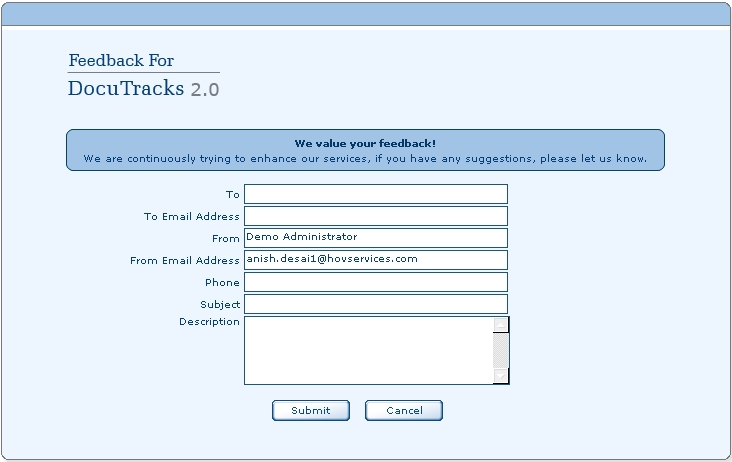 Feedback For
DocuTracks 2.0
We value your feedback!
We are continuously trying to enhance our services, if you have any suggestions, please let us know.
To
To Email Address
From Demo Administrator
From Email Address anish.desai1@hovservices.com
Phone
Subject
Description
Submit Cancel